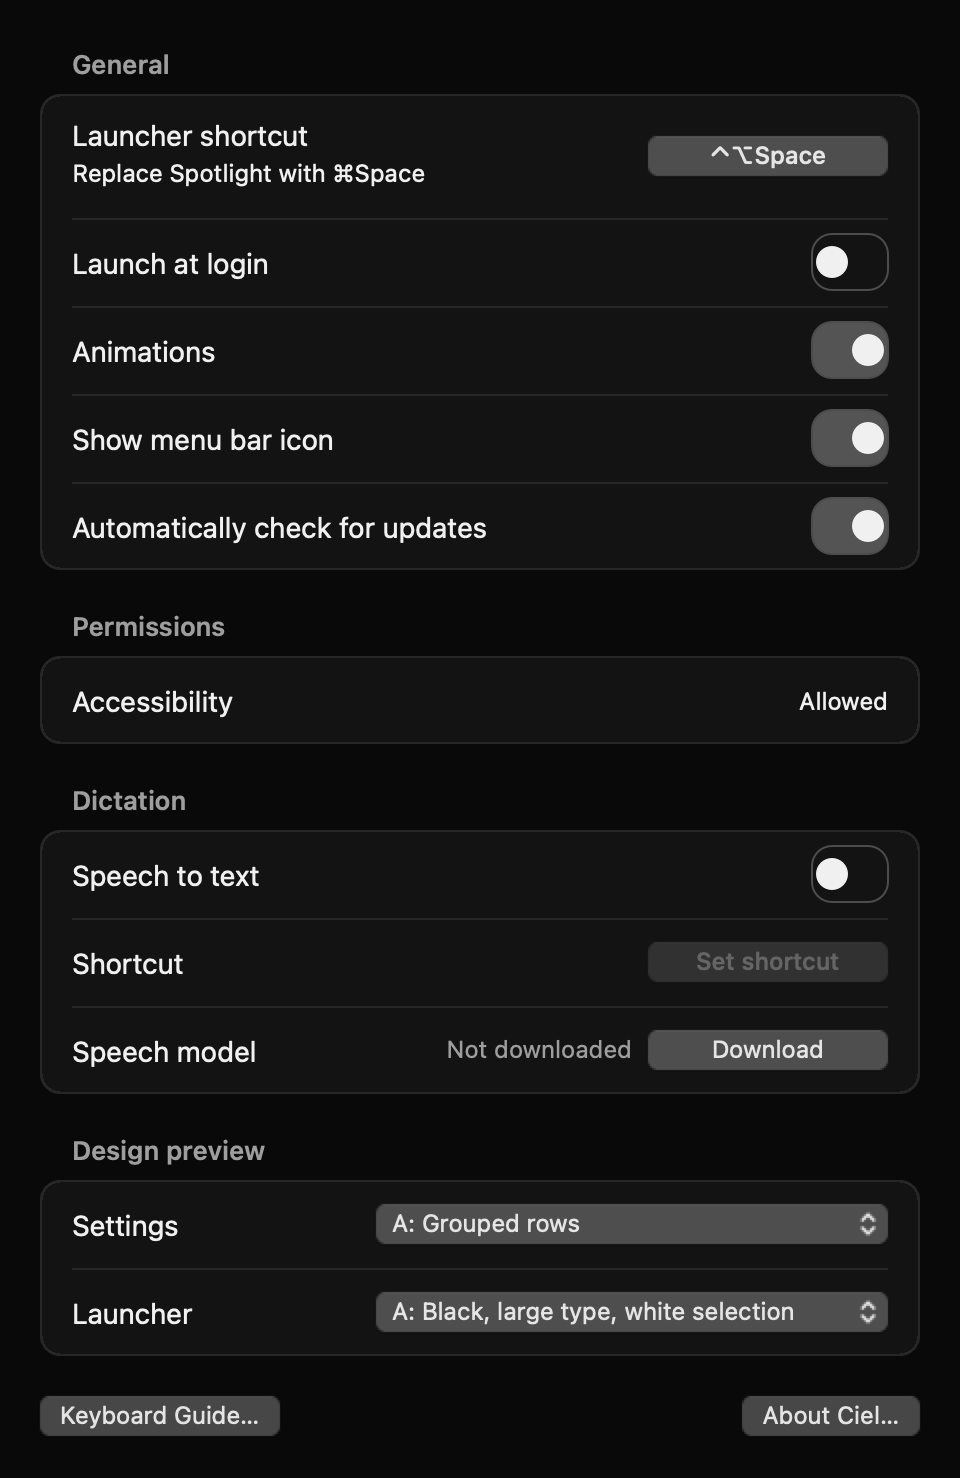 General
Launcher shortcut
Replace Spotlight with ⌘Space
⌃⌥Space
Launch at login
Animations
Show menu bar icon
Automatically check for updates
Permissions
Accessibility
Allowed
Dictation
Speech to text
Shortcut
Set shortcut
Speech model
Not downloaded
Download
Design preview
Settings
A: Grouped rows
Launcher
A: Black, large type, white selection
Keyboard Guide...
About Ciel...